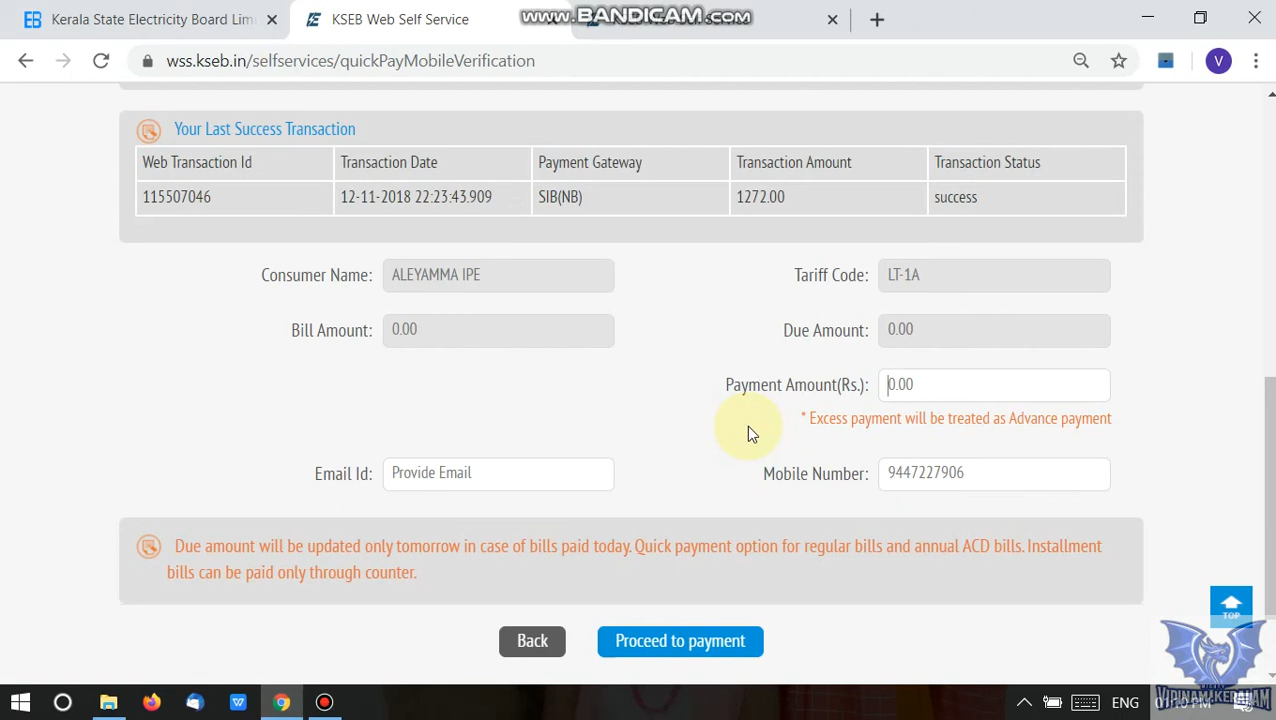 Kerala State Electricity Board Lim
KSEB Web Self Service
WWW.BANDICAM.COM
wss.kseb.in/selfservices/quickPayMobileVerification
V
Your Last Success Transaction
Web Transaction Id Transaction Date Payment Gateway Transaction Amount Transaction Status
115507046 12-11-2018 22:23:43.909 SIB(NB) 1272.00 success
Consumer Name: ALEYAMMA IPE Tariff Code: LT-1A
Bill Amount: 0.00 Due Amount: 0.00
Payment Amount(Rs.): 0.00
* Excess payment will be treated as Advance payment
Email Id: Provide Email Mobile Number: 9447227906
Due amount will be updated only tomorrow in case of bills paid today. Quick payment option for regular bills and annual ACD bills. Installment
bills can be paid only through counter.
Back Proceed to payment
TOP
ENG